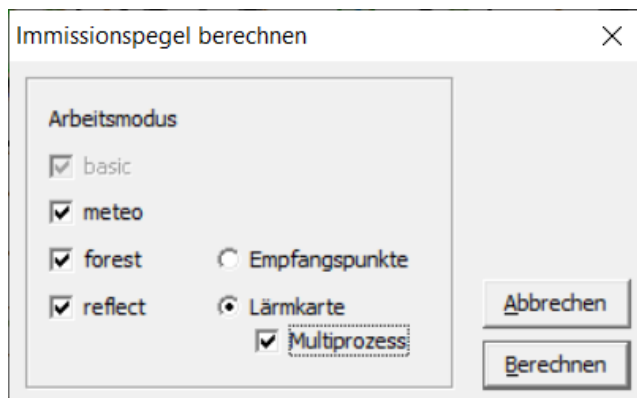 Immissionspegel berechnen
Arbeitsmodus
basic
meteo
forest
Empfangspunkte
reflect
Lärmkarte
Multiprozess
Abbrechen
Berechnen